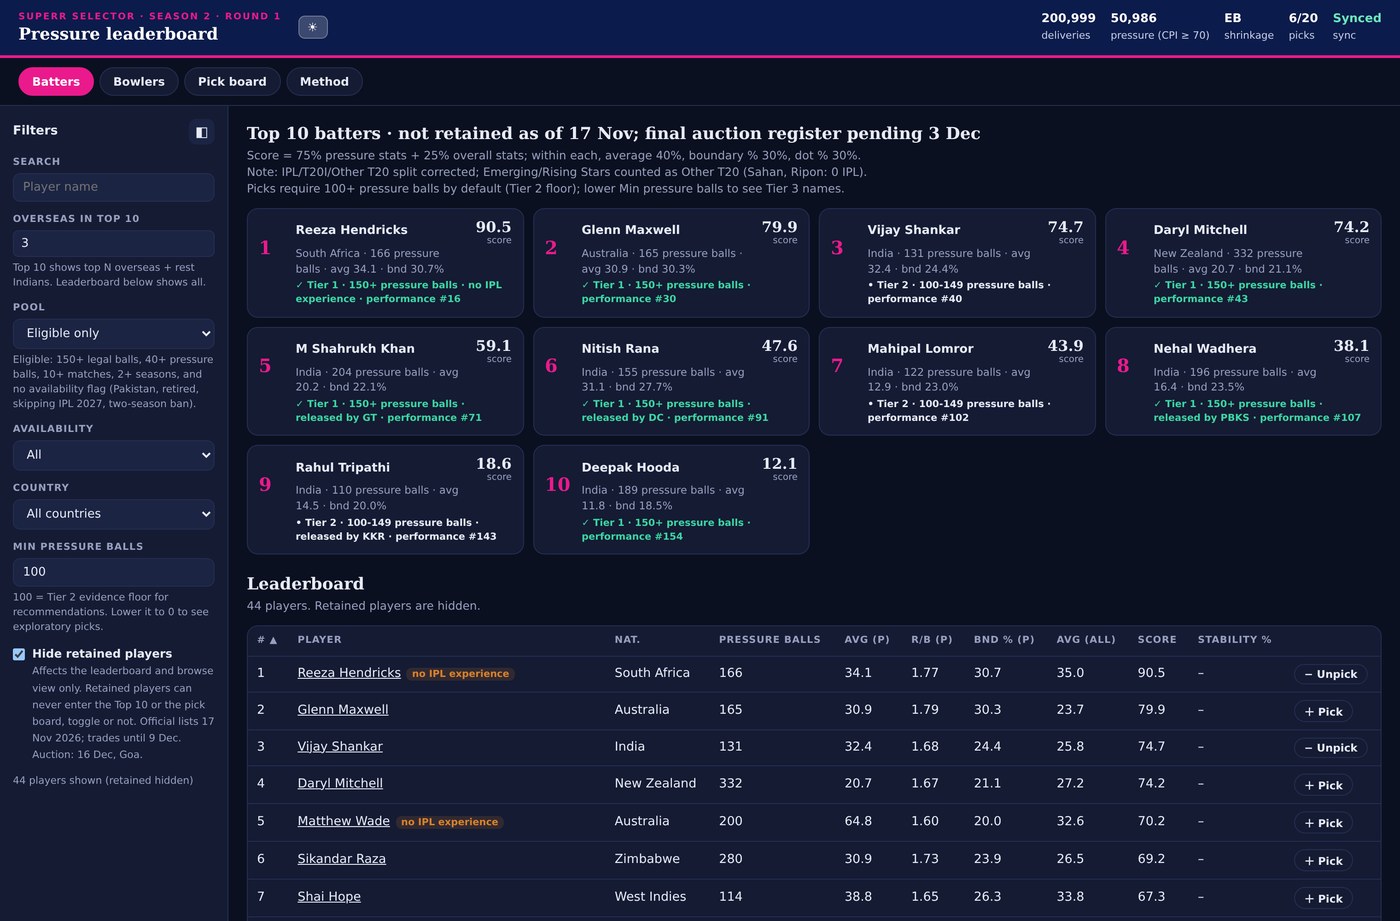 SUPERR SELECTOR · SEASON 2 · ROUND 1
Pressure leaderboard
☀
200,999
deliveries
50,986
pressure (CPI ≥ 70)
EB
shrinkage
6/20
picks
Synced
sync
Batters
Bowlers
Pick board
Method
Filters
SEARCH
Player name
OVERSEAS IN TOP 10
3
Top 10 shows top N overseas + rest
Indians. Leaderboard below shows all.
POOL
Eligible only
Eligible: 150+ legal balls, 40+ pressure
balls, 10+ matches, 2+ seasons, and
no availability flag (Pakistan, retired,
skipping IPL 2027, two-season ban).
AVAILABILITY
All
COUNTRY
All countries
MIN PRESSURE BALLS
100
100 = Tier 2 evidence floor for
recommendations. Lower it to 0 to see
exploratory picks.
Hide retained players
Affects the leaderboard and browse
view only. Retained players can
never enter the Top 10 or the pick
board, toggle or not. Official lists 17
Nov 2026; trades until 9 Dec.
Auction: 16 Dec, Goa.
44 players shown (retained hidden)
Top 10 batters · not retained as of 17 Nov; final auction register pending 3 Dec
Score = 75% pressure stats + 25% overall stats; within each, average 40%, boundary % 30%, dot % 30%.
Note: IPL/T20I/Other T20 split corrected; Emerging/Rising Stars counted as Other T20 (Sahan, Ripon: 0 IPL).
Picks require 100+ pressure balls by default (Tier 2 floor); lower Min pressure balls to see Tier 3 names.
1
Reeza Hendricks
90.5
score
South Africa · 166 pressure
balls · avg 34.1 · bnd 30.7%
✓ Tier 1 · 150+ pressure balls · no IPL
experience · performance #16
2
Glenn Maxwell
79.9
score
Australia · 165 pressure balls ·
avg 30.9 · bnd 30.3%
✓ Tier 1 · 150+ pressure balls ·
performance #30
3
Vijay Shankar
74.7
score
India · 131 pressure balls · avg
32.4 · bnd 24.4%
• Tier 2 · 100-149 pressure balls ·
performance #40
4
Daryl Mitchell
74.2
score
New Zealand · 332 pressure
balls · avg 20.7 · bnd 21.1%
✓ Tier 1 · 150+ pressure balls ·
performance #43
5
M Shahrukh Khan
59.1
score
India · 204 pressure balls · avg
20.2 · bnd 22.1%
✓ Tier 1 · 150+ pressure balls ·
released by GT · performance #71
6
Nitish Rana
47.6
score
India · 155 pressure balls · avg
31.1 · bnd 27.7%
✓ Tier 1 · 150+ pressure balls ·
released by DC · performance #91
7
Mahipal Lomror
43.9
score
India · 122 pressure balls · avg
12.9 · bnd 23.0%
• Tier 2 · 100-149 pressure balls ·
performance #102
8
Nehal Wadhera
38.1
score
India · 196 pressure balls · avg
16.4 · bnd 23.5%
✓ Tier 1 · 150+ pressure balls ·
released by PBKS · performance #107
9
Rahul Tripathi
18.6
score
India · 110 pressure balls · avg
14.5 · bnd 20.0%
• Tier 2 · 100-149 pressure balls ·
released by KKR · performance #143
10
Deepak Hooda
12.1
score
India · 189 pressure balls · avg
11.8 · bnd 18.5%
✓ Tier 1 · 150+ pressure balls ·
performance #154
Leaderboard
44 players. Retained players are hidden.
# ▲ PLAYER NAT. PRESSURE BALLS AVG (P) R/B (P) BND % (P) AVG (ALL) SCORE STABILITY %
1 Reeza Hendricks no IPL experience South Africa 166 34.1 1.77 30.7 35.0 90.5 – − Unpick
2 Glenn Maxwell Australia 165 30.9 1.79 30.3 23.7 79.9 – + Pick
3 Vijay Shankar India 131 32.4 1.68 24.4 25.8 74.7 – − Unpick
4 Daryl Mitchell New Zealand 332 20.7 1.67 21.1 27.2 74.2 – + Pick
5 Matthew Wade no IPL experience Australia 200 64.8 1.60 20.0 32.6 70.2 – + Pick
6 Sikandar Raza Zimbabwe 280 30.9 1.73 23.9 26.5 69.2 – + Pick
7 Shai Hope West Indies 114 38.8 1.65 26.3 33.8 67.3 – + Pick